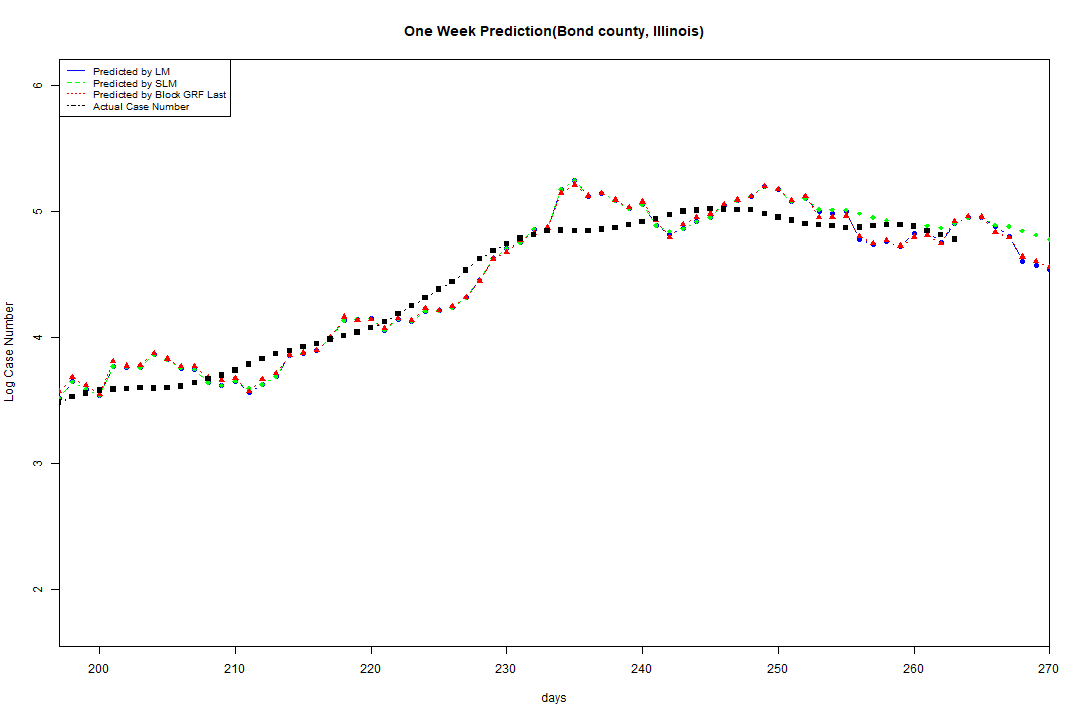 One Week Prediction(Bond county, Illinois)
Predicted by LM
Predicted by SLM
Predicted by Block GRF Last
Actual Case Number
6
5
4
3
2
Log Case Number
200 210 220 230 240 250 260 270
days